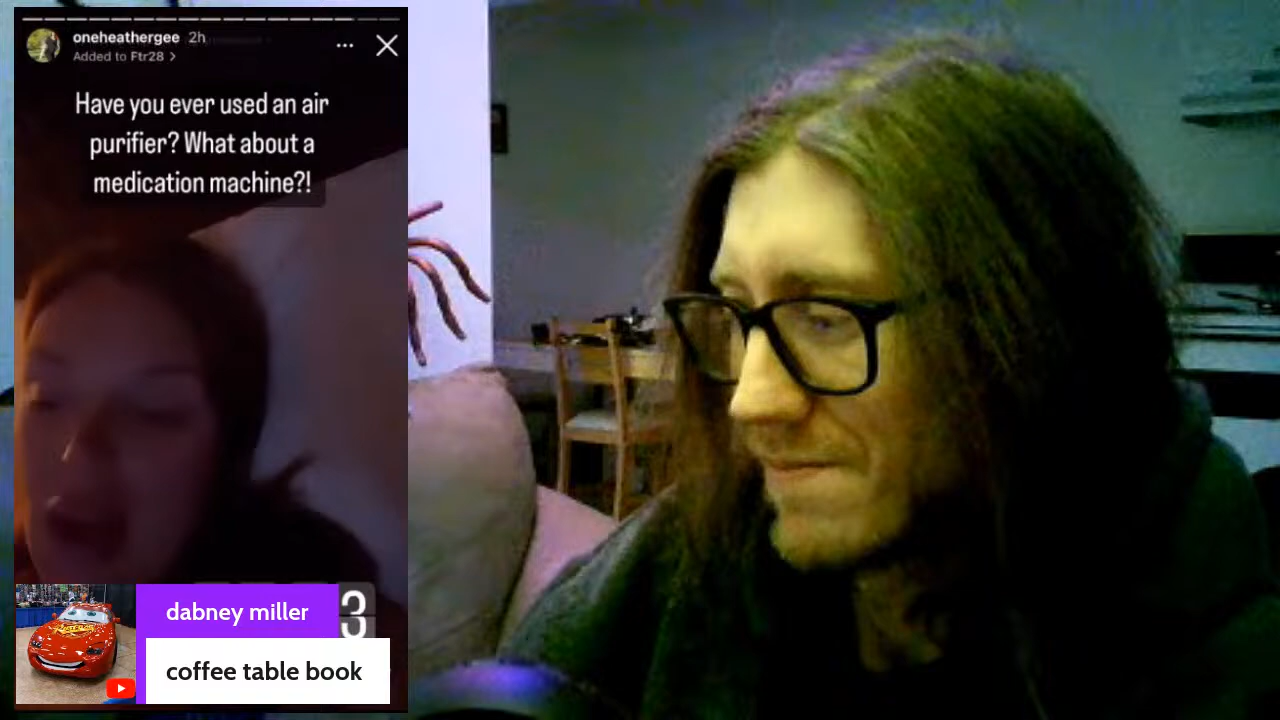 oneheathergee 2h
Added to Ftr28 >
Have you ever used an air
purifier? What about a
medication machine?!
3
dabney miller
coffee table book